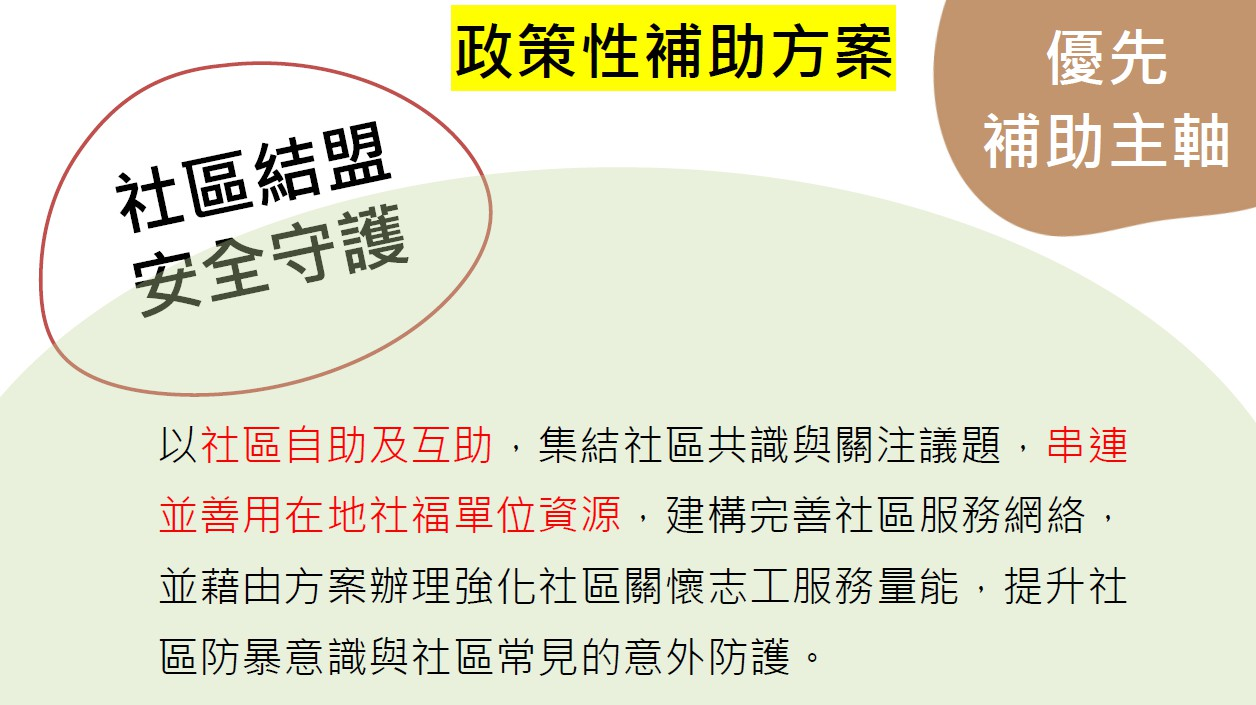 政策性補助方案
優先
補助主軸
社區結盟
安全守護
以社區自助及互助，集結社區共識與關注議題，串連
並善用在地社福單位資源，建構完善社區服務網絡，
並藉由方案辦理強化社區關懷志工服務量能，提升社
區防暴意識與社區常見的意外防護。